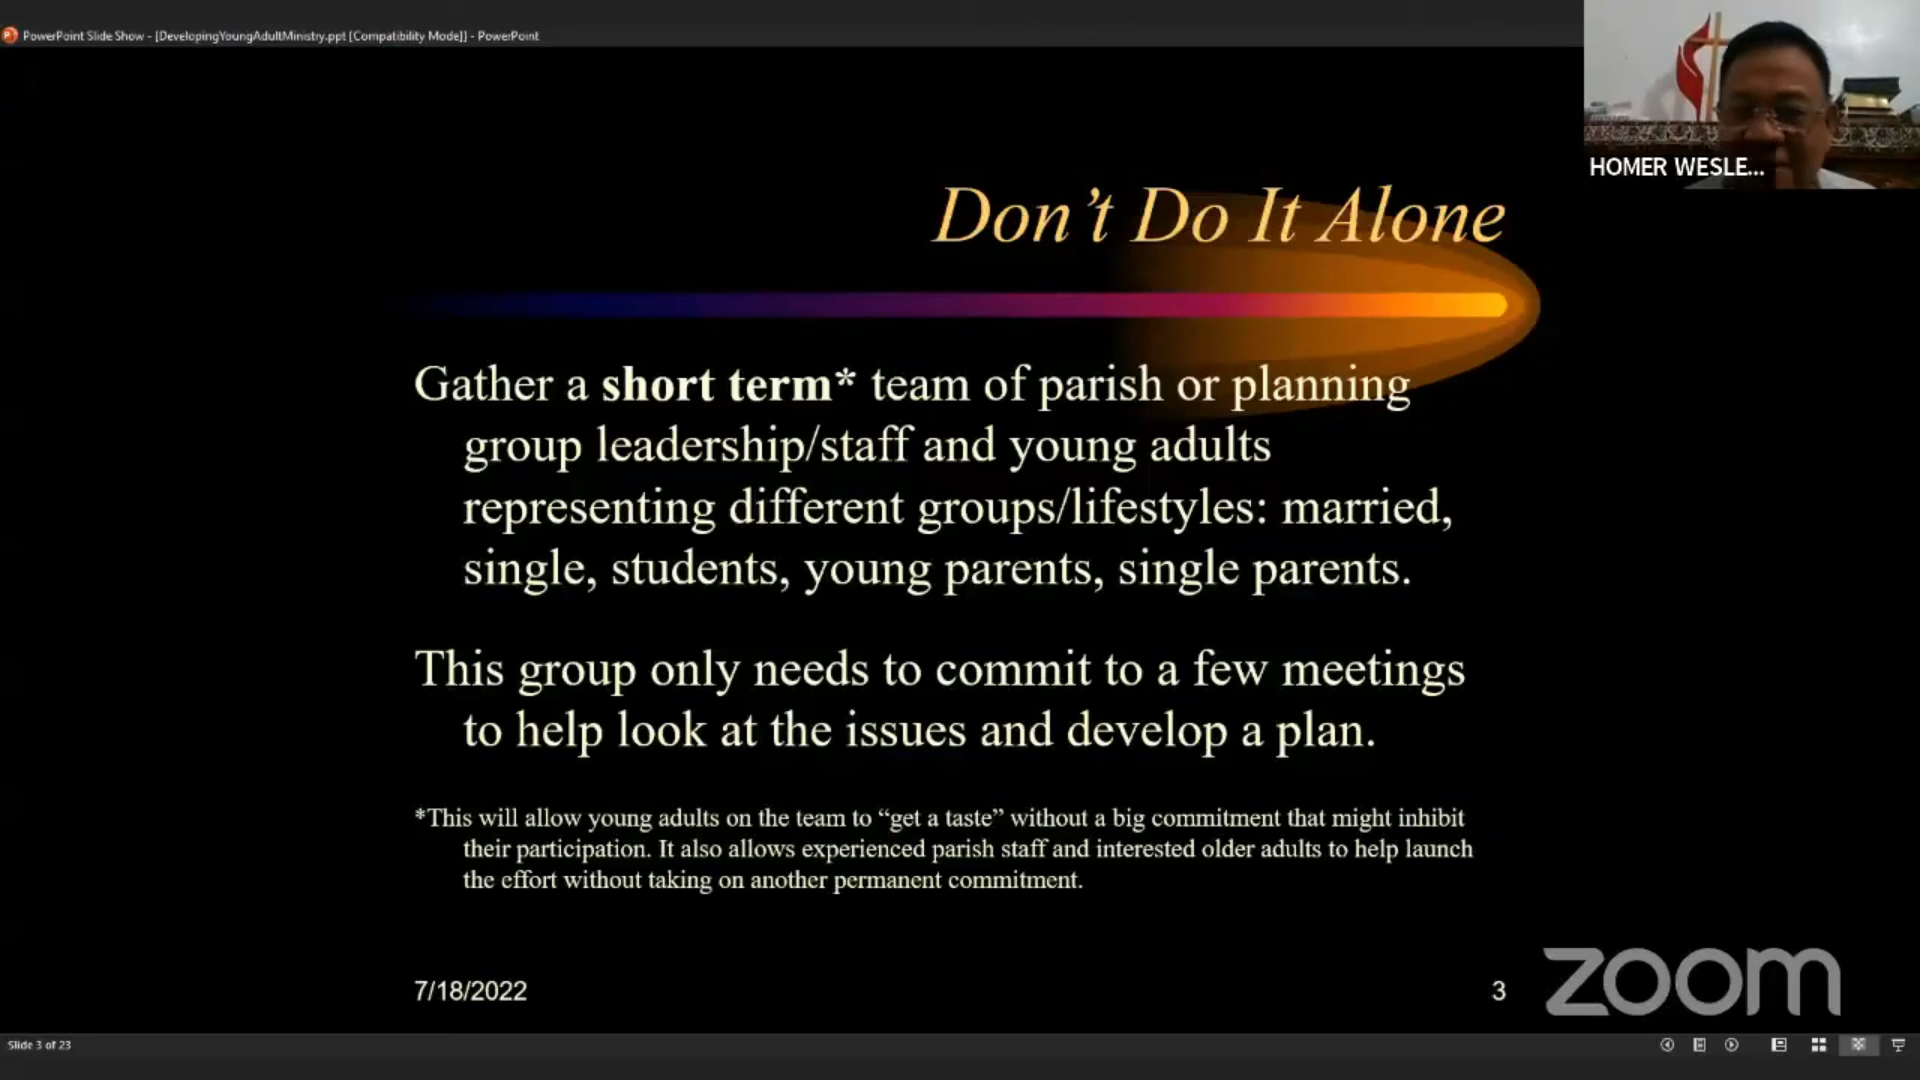 PowerPoint Slide Show - [DevelopingYoungAdultMinistry.ppt [Compatibility Mode]] - PowerPoint
HOMER WESLE...
Don’t Do It Alone
Gather a short term* team of parish or planning
group leadership/staff and young adults
representing different groups/lifestyles: married,
single, students, young parents, single parents.
This group only needs to commit to a few meetings
to help look at the issues and develop a plan.
*This will allow young adults on the team to “get a taste” without a big commitment that might inhibit
their participation. It also allows experienced parish staff and interested older adults to help launch
the effort without taking on another permanent commitment.
7/18/2022
3
zoom
Slide 3 of 23